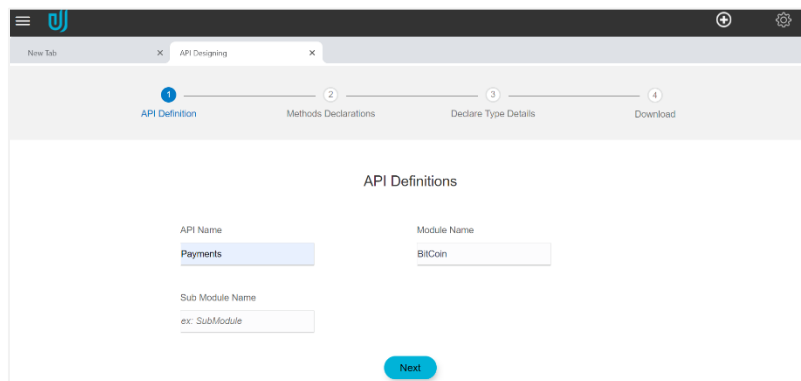 New Tab × API Designing ×
1 2 3 4
API Definition Methods Declarations Declare Type Details Download
API Definitions
API Name Module Name
Payments BitCoin
Sub Module Name
ex: SubModule
Next